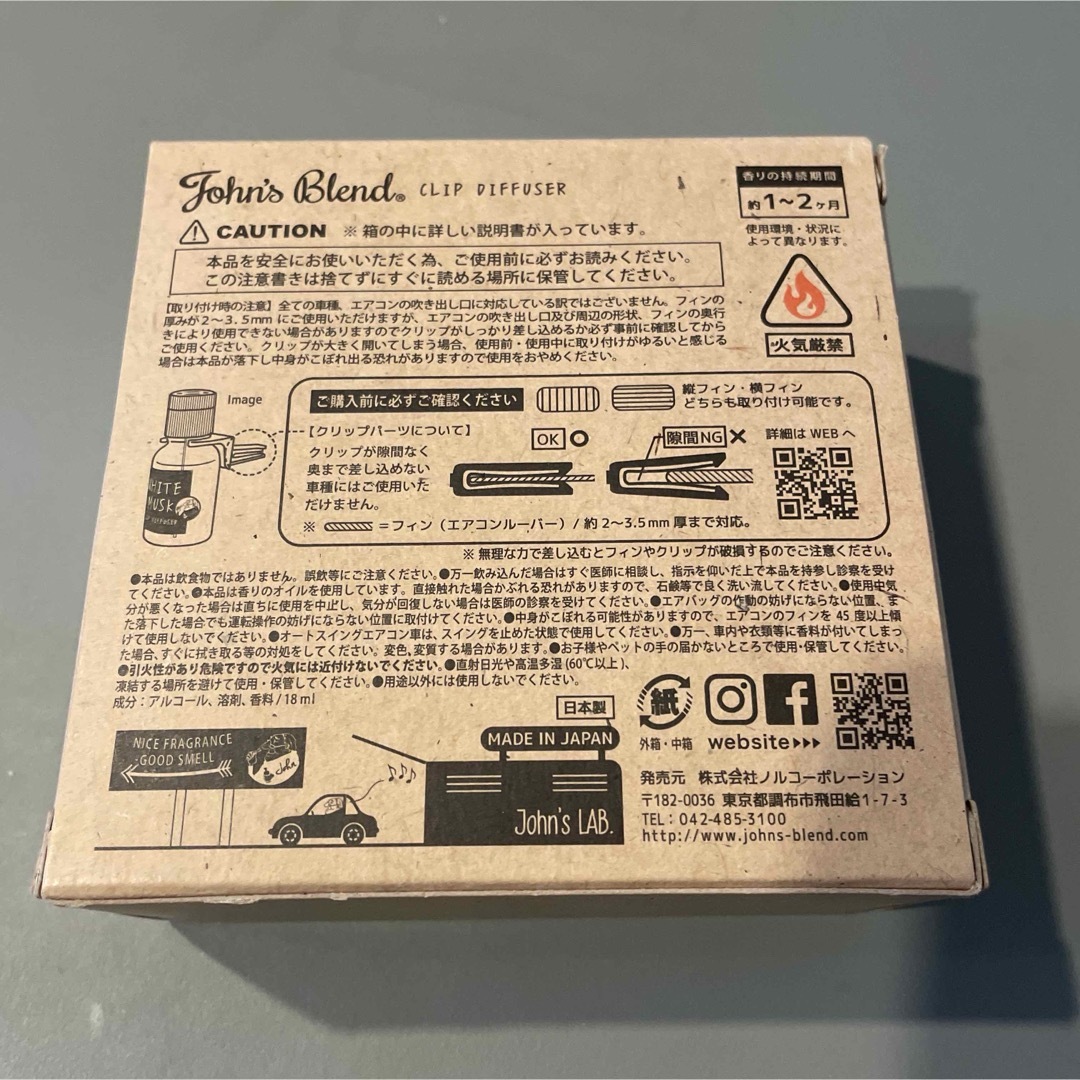 John's Blend® CLIP DIFFUSER
香りの持続期間
約1〜2ヶ月
使用環境・状況に
よって異なります。
CAUTION ※箱の中に詳しい説明書が入っています。
本品を安全にお使いいただく為、ご使用前に必ずお読みください。
この注意書きは捨てずにすぐに読める場所に保管してください。
火気厳禁
【取り付け時の注意】全ての車種、エアコンの吹き出し口に対応している訳ではございません。フィンの
厚みが2〜3.5mmにご使用いただけますが、エアコンの吹き出し口及び周辺の形状、フィンの奥行
きにより使用できない場合がありますのでクリップがしっかり差し込めるか必ず事前に確認してから
ご使用ください。クリップが大きく開いてしまう場合、使用前・使用中に取り付けがゆるいと感じる
場合は本品が落下し中身がこぼれ出る恐れがありますので使用をおやめください。
Image
HITE
MUSK
DIFFUSER
ご購入前に必ずご確認ください
縦フィン・横フィン
どちらも取り付け可能です。
【クリップパーツについて】
クリップが隙間なく
奥まで差し込めない
車種にはご使用いた
だけません。
OK
隙間NG
詳細はWEBへ
※ =フィン（エアコンルーバー）/ 約2〜3.5mm厚まで対応。
※無理な力で差し込むとフィンやクリップが破損するのでご注意ください。
●本品は飲食物ではありません。誤飲等にご注意ください。●万一飲み込んだ場合はすぐ医師に相談し、指示を仰いだ上で本品を持参し診察を受け
てください。●本品は香りのオイルを使用しています。直接触れた場合かぶれる恐れがありますので、石鹸等で良く洗い流してください。●使用中気
分が悪くなった場合は直ちに使用を中止し、気分が回復しない場合は医師の診察を受けてください。●エアバッグの作動の妨げにならない位置、ま
た落下した場合でも運転操作の妨げにならない位置に取付けてください。●中身がこぼれる可能性がありますので、エアコンのフィンを45度以上傾
けて使用しないでください。●オートスイングエアコン車は、スイングを止めた状態で使用してください。●万一、車内や衣類等に香料が付いてしまっ
た場合、すぐに拭き取る等の対処をしてください。変色、変質する場合があります。●お子様やペットの手の届かないところで使用・保管してください。
●引火性があり危険ですので火気には近付けないでください。●直射日光や高温多湿(60℃以上)、
凍結する場所を避けて使用・保管してください。●用途以外には使用しないでください。
成分：アルコール、溶剤、香料/18ml
日本製
MADE IN JAPAN
紙
外箱・中箱
website
NICE FRAGRANCE
GOOD SMELL
John
John's LAB.
発売元 株式会社ノルコーポレーション
〒182-0036 東京都調布市飛田給1-7-3
TEL：042-485-3100
http://www.johns-blend.com